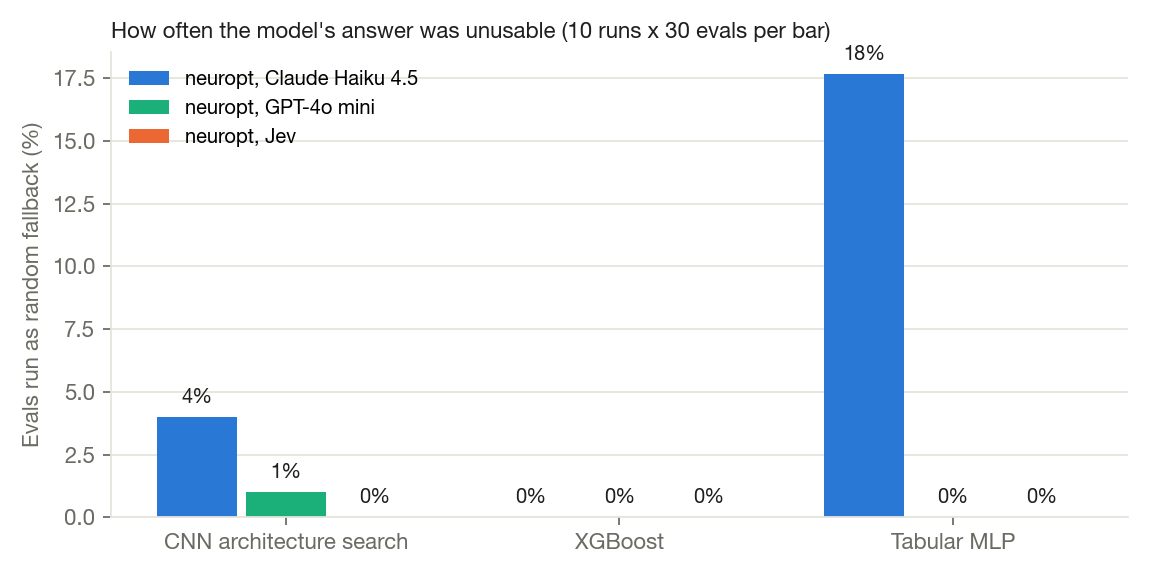 How often the model's answer was unusable (10 runs x 30 evals per bar)
18%
17.5
neuropt, Claude Haiku 4.5
neuropt, GPT-4o mini
neuropt, Jev
15.0
12.5
10.0
7.5
5.0
2.5
0.0
Evals run as random fallback (%)
4%
1%
0%
0%
0%
0%
0%
0%
CNN architecture search
XGBoost
Tabular MLP